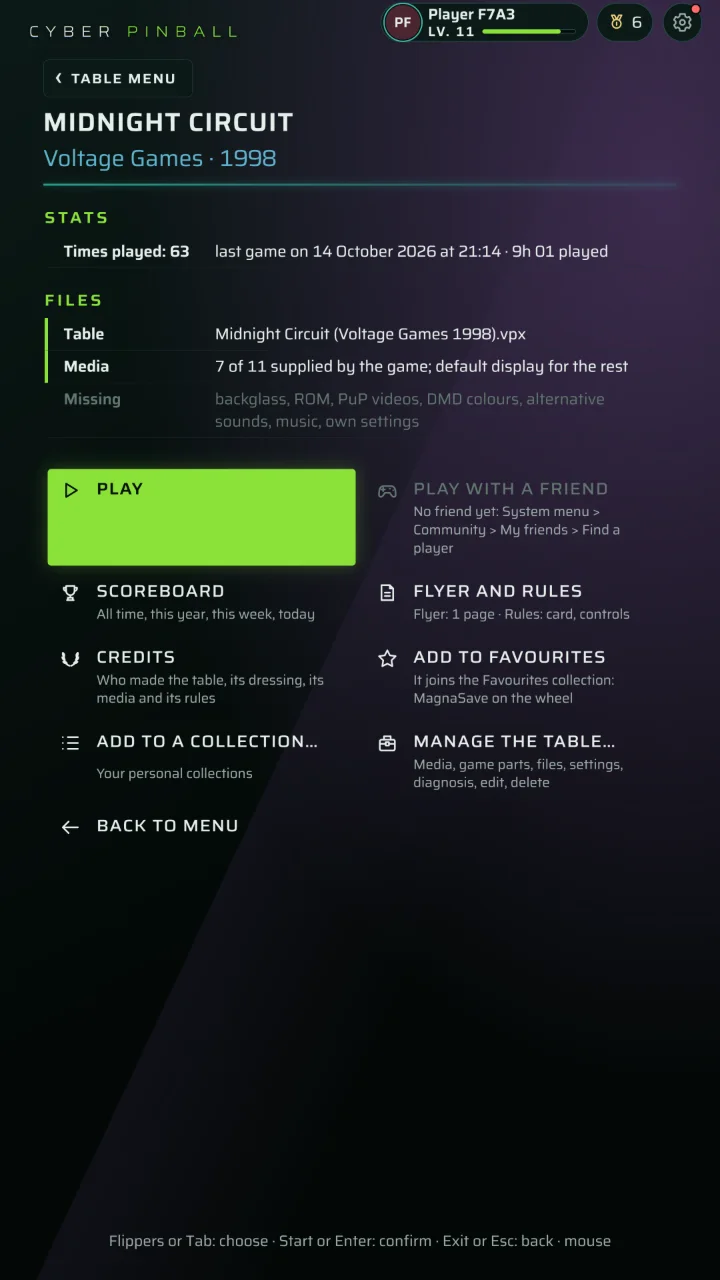 CYBER PINBALL
PF
Player F7A3
LV. 11
6
‹ TABLE MENU
MIDNIGHT CIRCUIT
Voltage Games · 1998
STATS
Times played: 63 last game on 14 October 2026 at 21:14 · 9h 01 played
FILES
Table Midnight Circuit (Voltage Games 1998).vpx
Media 7 of 11 supplied by the game; default display for the rest
Missing backglass, ROM, PuP videos, DMD colours, alternative
sounds, music, own settings
PLAY
PLAY WITH A FRIEND
No friend yet: System menu >
Community > My friends > Find a
player
SCOREBOARD
All time, this year, this week, today
FLYER AND RULES
Flyer: 1 page · Rules: card, controls
CREDITS
Who made the table, its dressing, its
media and its rules
ADD TO FAVOURITES
It joins the Favourites collection:
MagnaSave on the wheel
ADD TO A COLLECTION...
Your personal collections
MANAGE THE TABLE...
Media, game parts, files, settings,
diagnosis, edit, delete
BACK TO MENU
Flippers or Tab: choose · Start or Enter: confirm · Exit or Esc: back · mouse